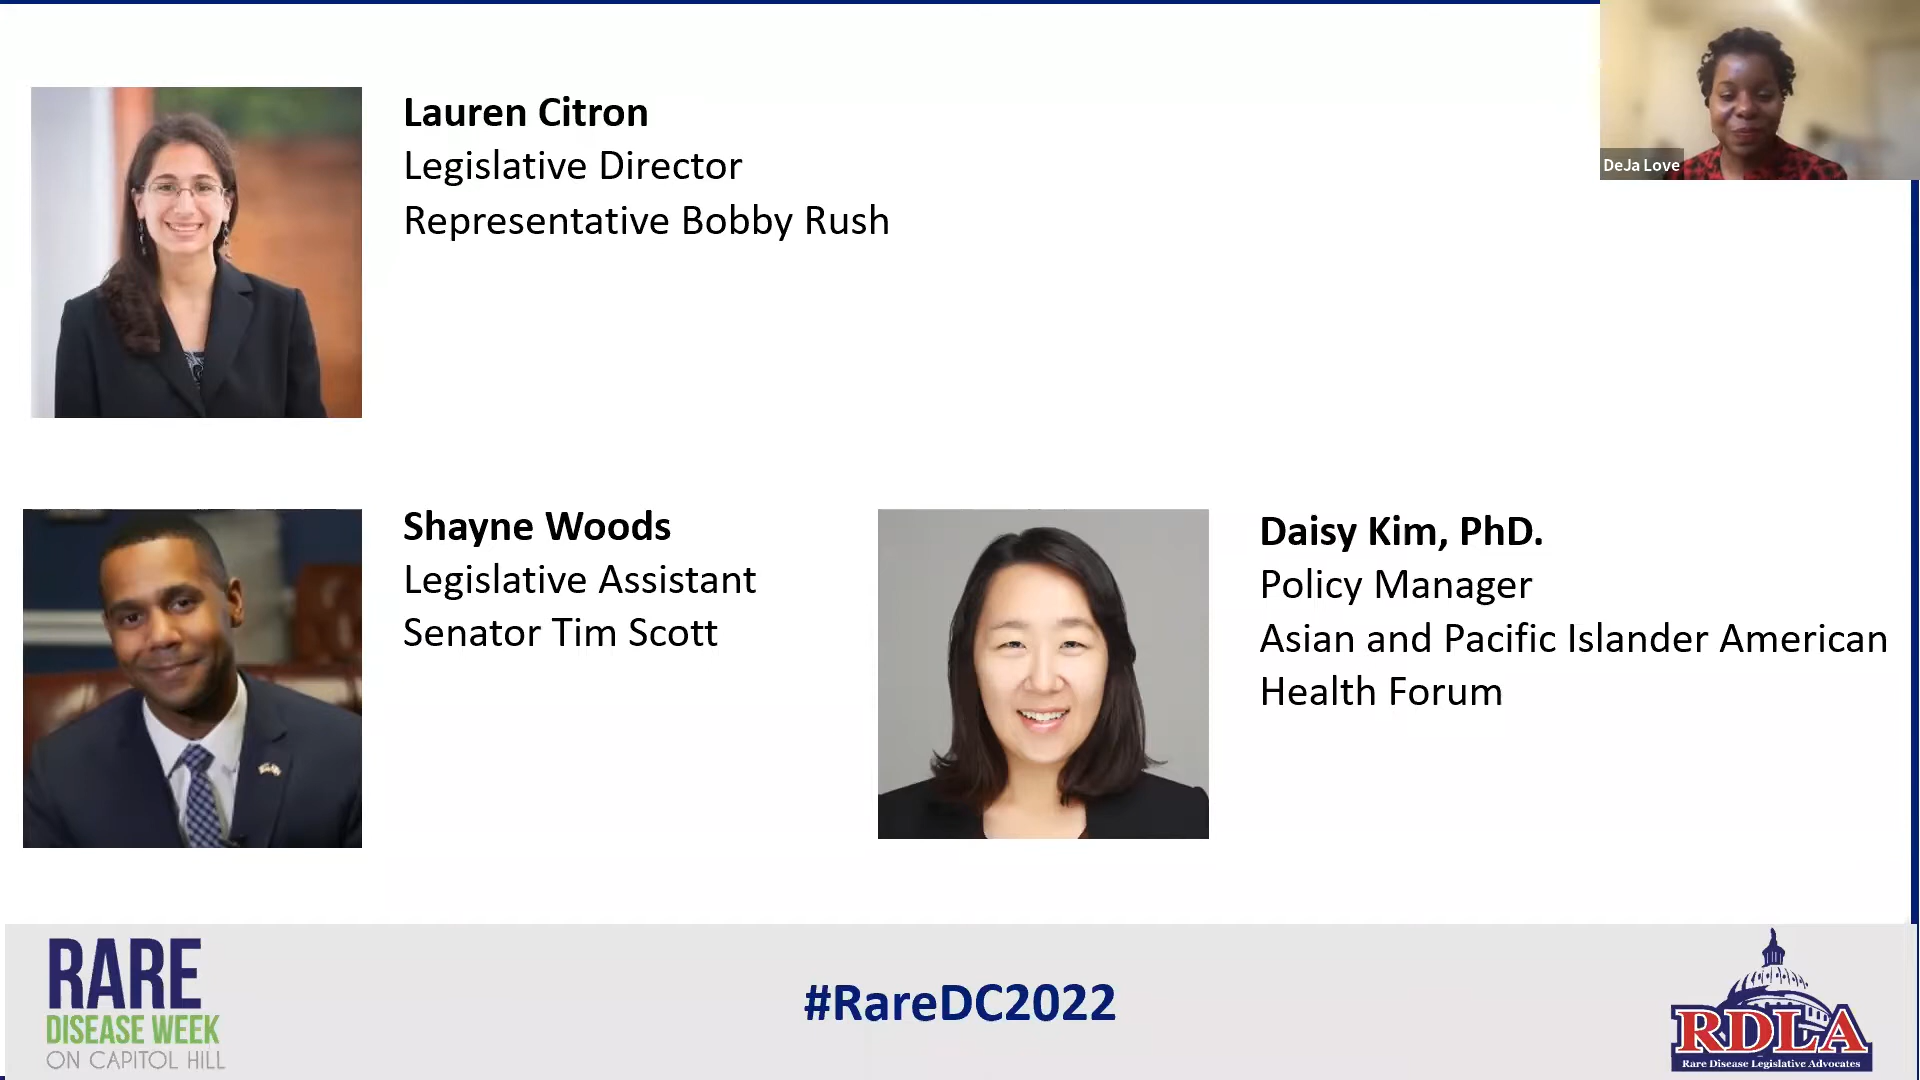 Lauren Citron
Legislative Director
Representative Bobby Rush
DeJa Love
Shayne Woods
Legislative Assistant
Senator Tim Scott
Daisy Kim, PhD.
Policy Manager
Asian and Pacific Islander American
Health Forum
RARE
DISEASE WEEK
ON CAPITOL HILL
#RareDC2022
RDLA
Rare Disease Legislative Advocates